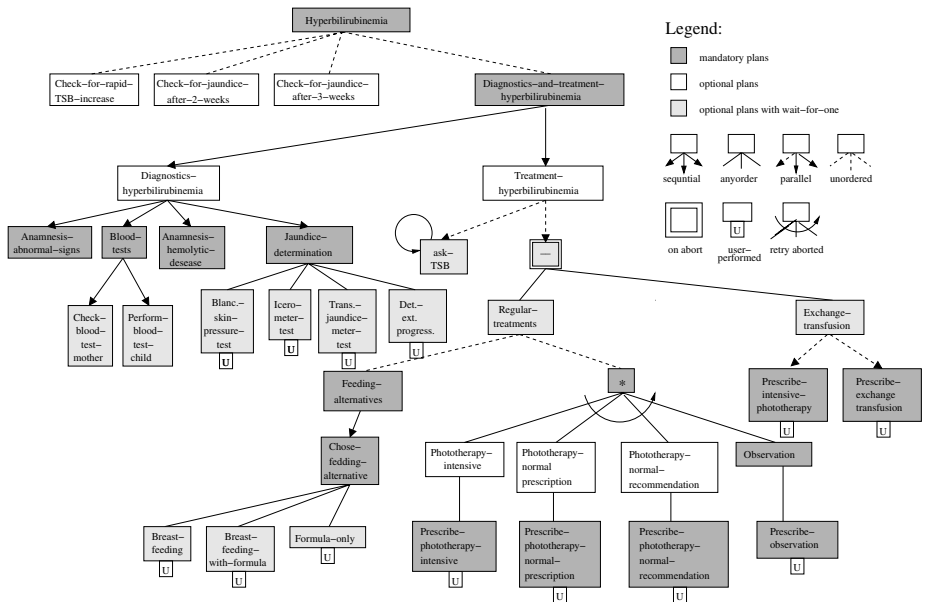 Hyperbilirubinemia
Legend:
mandatory plans
optional plans
optional plans with wait−for−one
Check−for−rapid−
TSB−increase
Check−for−jaundice−
after−2−weeks
Check−for−jaundice−
after−3−weeks
Diagnostics−and−treatment−
hyperbilirubinemia
sequntial
anyorder
parallel
unordered
Diagnostics−
hyperbilirubinemia
Treatment−
hyperbilirubinemia
U
on abort
user−
performed
retry aborted
Anamnesis−
abnormal−signs
Blood−
tests
Anamnesis−
hemolytic−
desease
Jaundice−
determination
ask−
TSB
—
Check−
blood−
test−
mother
Perform−
blood−
test−
child
Blanc.−
skin−
pressure−
test
U
Icero−
meter−
test
U
Trans.−
jaundice−
meter−
test
U
Det.−
ext.
progress.
U
Regular−
treatments
Exchange−
transfusion
Feeding−
alternatives
*
Prescribe−
intensive−
phototherapy
U
Prescribe−
exchange
transfusion
U
Chose−
fedding−
alternative
Phototherapy−
intensive
Phototherapy−
normal
prescription
Phototherapy−
normal−
recommendation
Observation
Breast−
feeding
U
Breast−
feeding−
with−formula
U
Formula−only
U
Prescribe−
phototherapy−
intensive
U
Prescribe−
phototherapy−
normal−
prescription
U
Prescribe−
phototherapy−
normal−
recommendation
U
Prescribe−
observation
U